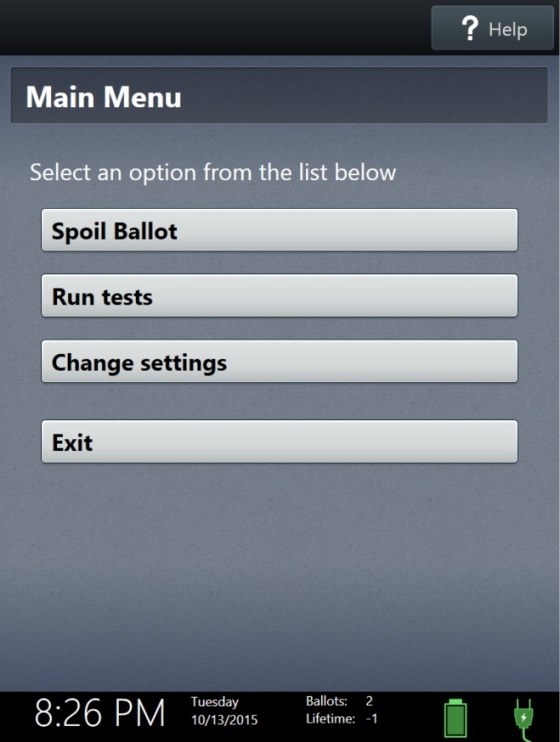 ? Help
Main Menu
Select an option from the list below
Spoil Ballot
Run tests
Change settings
Exit
8:26 PM
Tuesday
10/13/2015
Ballots: 2
Lifetime: -1